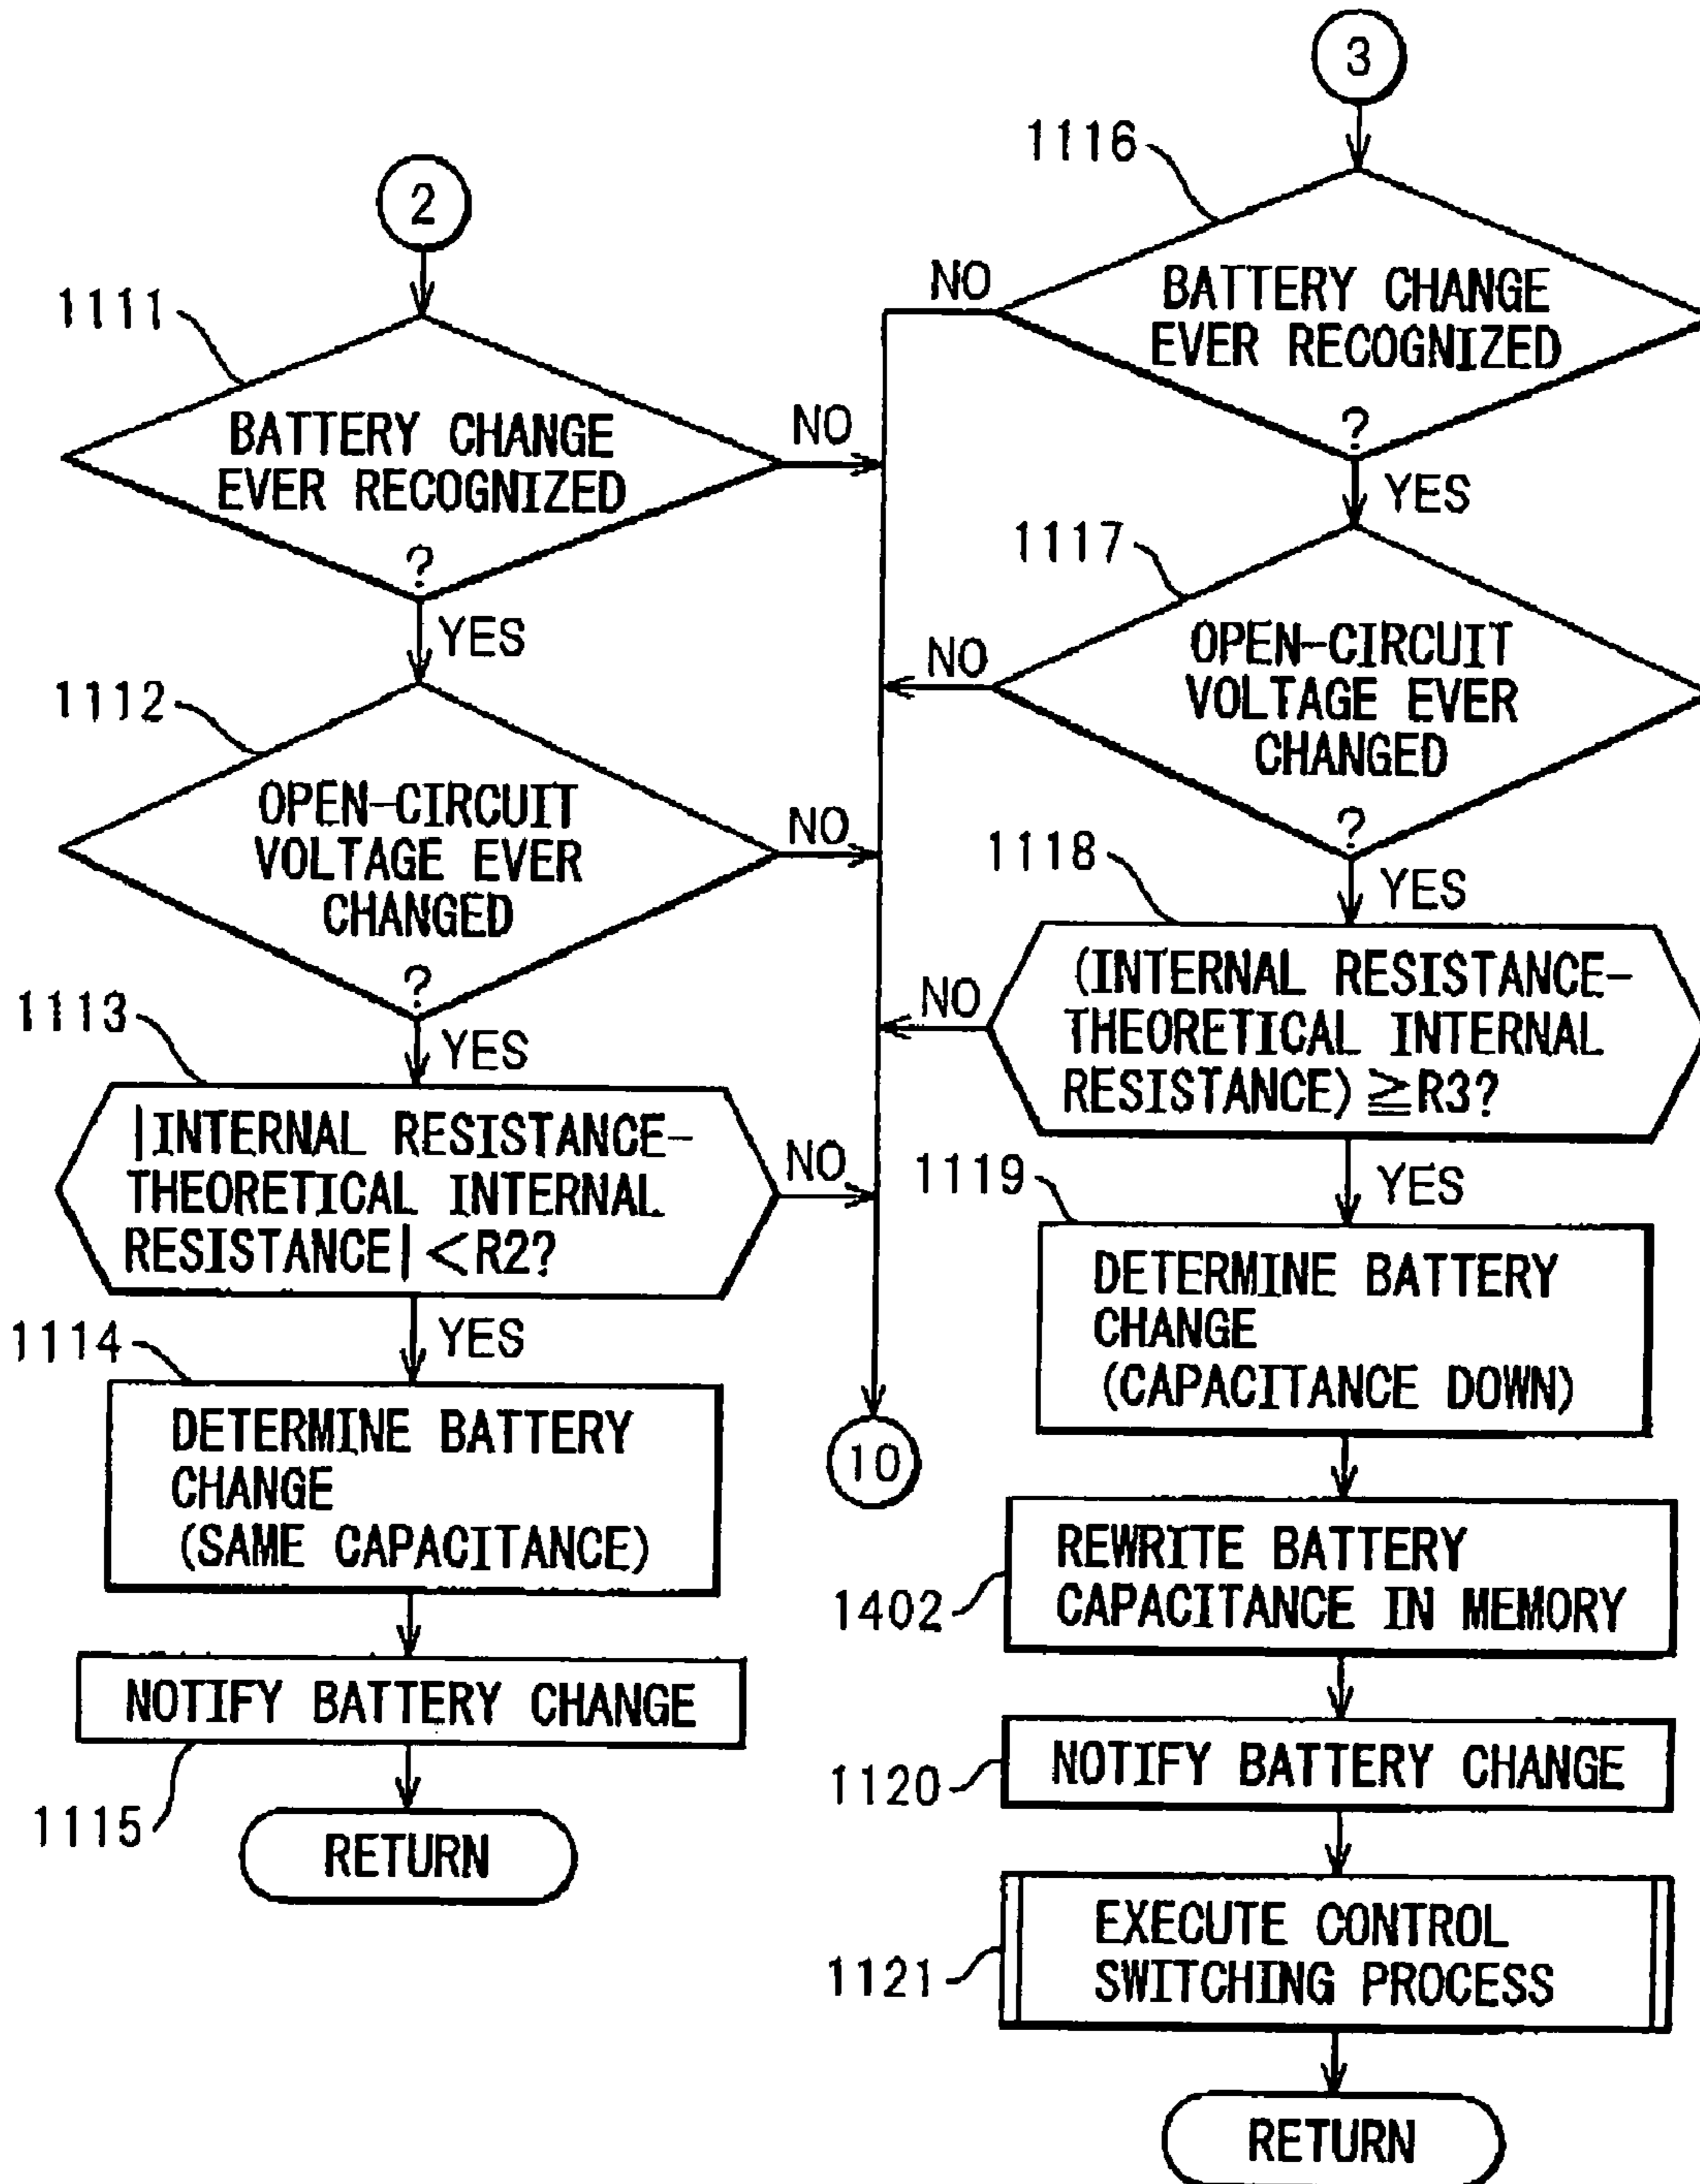 2
1111
BATTERY CHANGE
EVER RECOGNIZED
?
NO
YES
1112
OPEN-CIRCUIT
VOLTAGE EVER
CHANGED
?
NO
YES
1113
|INTERNAL RESISTANCE-
THEORETICAL INTERNAL
RESISTANCE| <R2?
NO
YES
1114
DETERMINE BATTERY
CHANGE
(SAME CAPACITANCE)
NOTIFY BATTERY CHANGE
1115
RETURN
3
1116
BATTERY CHANGE
EVER RECOGNIZED
?
NO
YES
1117
OPEN-CIRCUIT
VOLTAGE EVER
CHANGED
?
NO
YES
1118
(INTERNAL RESISTANCE-
THEORETICAL INTERNAL
RESISTANCE) ≧R3?
NO
YES
10
1119
DETERMINE BATTERY
CHANGE
(CAPACITANCE DOWN)
REWRITE BATTERY
CAPACITANCE IN MEMORY
1402
NOTIFY BATTERY CHANGE
1120
EXECUTE CONTROL
SWITCHING PROCESS
1121
RETURN